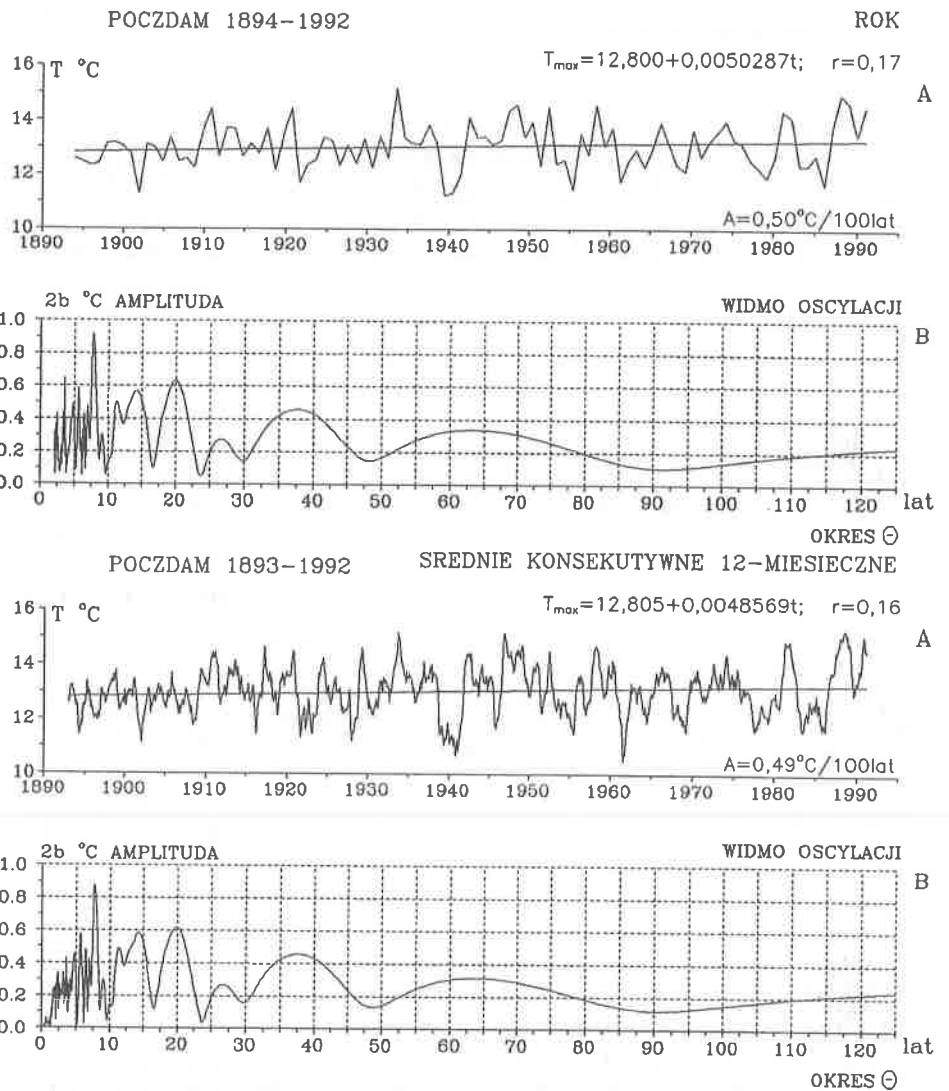 POCZDAM 1894-1992 ROK
T °C
Tmax=12,800+0,0050287t; r=0,17
A
16
14
12
10
A=0,50°C/100lat
1890 1900 1910 1920 1930 1940 1950 1960 1970 1980 1990
2b °C AMPLITUDA WIDMO OSCYLACJI
B
1.0
0.8
0.6
0.4
0.2
0.0
0 10 20 30 40 50 60 70 80 90 100 110 120 lat
OKRES Θ
POCZDAM 1893-1992 SREDNIE KONSEKUTYWNE 12-MIESIECZNE
T °C
Tmax=12,805+0,0048569t; r=0,16
A
16
14
12
10
A=0,49°C/100lat
1890 1900 1910 1920 1930 1940 1950 1960 1970 1980 1990
2b °C AMPLITUDA WIDMO OSCYLACJI
B
1.0
0.8
0.6
0.4
0.2
0.0
0 10 20 30 40 50 60 70 80 90 100 110 120 lat
OKRES Θ